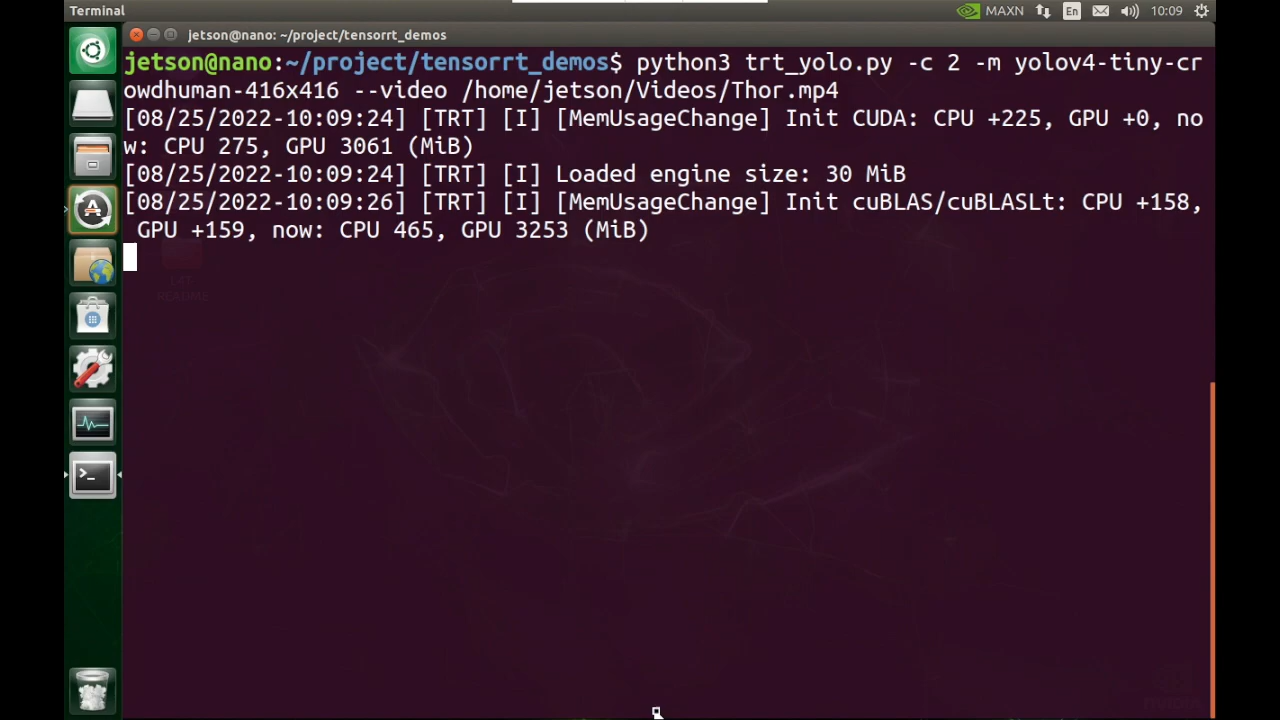 Terminal
MAXN
En
10:09
jetson@nano: ~/project/tensorrt_demos
jetson@nano:~/project/tensorrt_demos$ python3 trt_yolo.py -c 2 -m yolov4-tiny-cr
owdhuman-416x416 --video /home/jetson/Videos/Thor.mp4
[08/25/2022-10:09:24] [TRT] [I] [MemUsageChange] Init CUDA: CPU +225, GPU +0, no
w: CPU 275, GPU 3061 (MiB)
[08/25/2022-10:09:24] [TRT] [I] Loaded engine size: 30 MiB
[08/25/2022-10:09:26] [TRT] [I] [MemUsageChange] Init cuBLAS/cuBLASLt: CPU +158,
 GPU +159, now: CPU 465, GPU 3253 (MiB)
L4T-
README